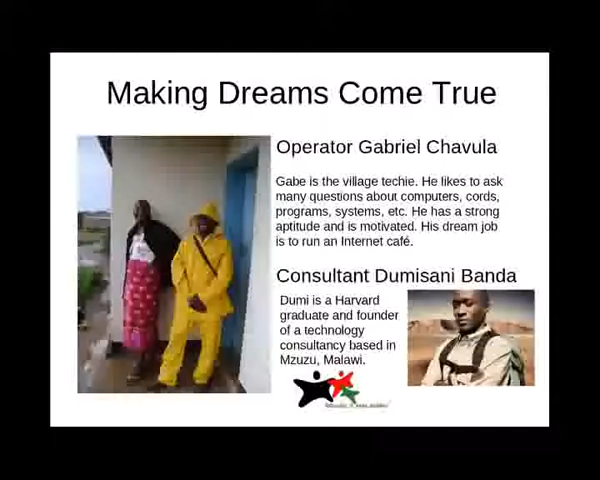 Making Dreams Come True
Operator Gabriel Chavula
Gabe is the village techie. He likes to ask
many questions about computers, cords,
programs, systems, etc. He has a strong
aptitude and is motivated. His dream job
is to run an Internet café.
Consultant Dumisani Banda
Dumi is a Harvard
graduate and founder
of a technology
consultancy based in
Mzuzu, Malawi.